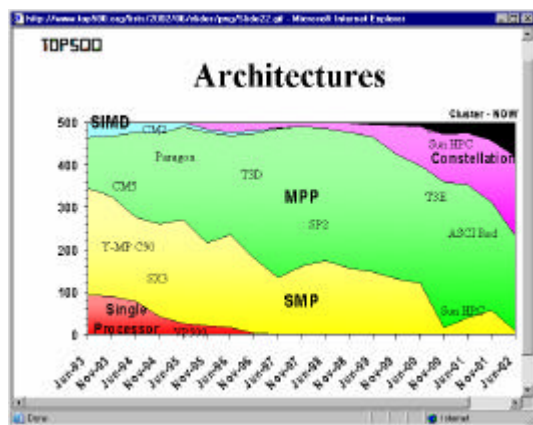 http://www.top500.org/lists/2002/06/slides/png/Slide22.gif - Microsoft Internet Explorer
TOP500
Architectures
Cluster - NOW
500
SIMD
CM2
Sun HPC
Constellation
400
Paragon
T3D
CM5
MPP
T3E
300
SP2
ASCI Red
Y-MP C90
200
SX3
100
Single
Processor
SMP
Sun HPC
VP500
0
Jun-93
Nov-93
Jun-94
Nov-94
Jun-95
Nov-95
Jun-96
Nov-96
Jun-97
Nov-97
Jun-98
Nov-98
Jun-99
Nov-99
Jun-00
Nov-00
Jun-01
Nov-01
Jun-02
Done
Internet